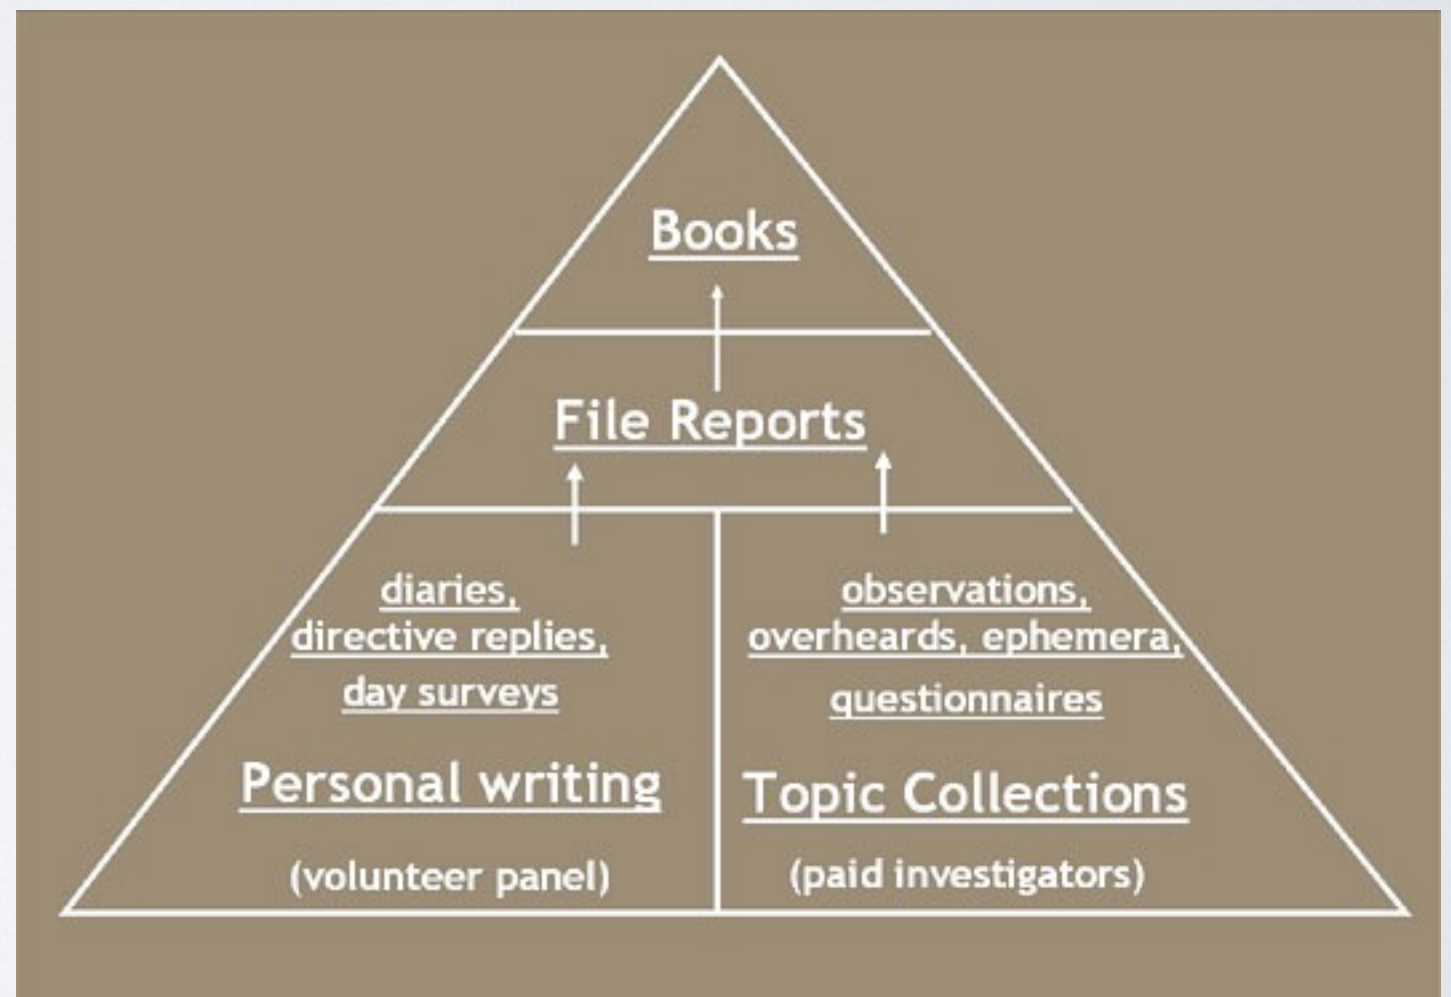 Books
File Reports
diaries,
directive replies,
day surveys
Personal writing
(volunteer panel)
observations,
overheards, ephemera,
questionnaires
Topic Collections
(paid investigators)